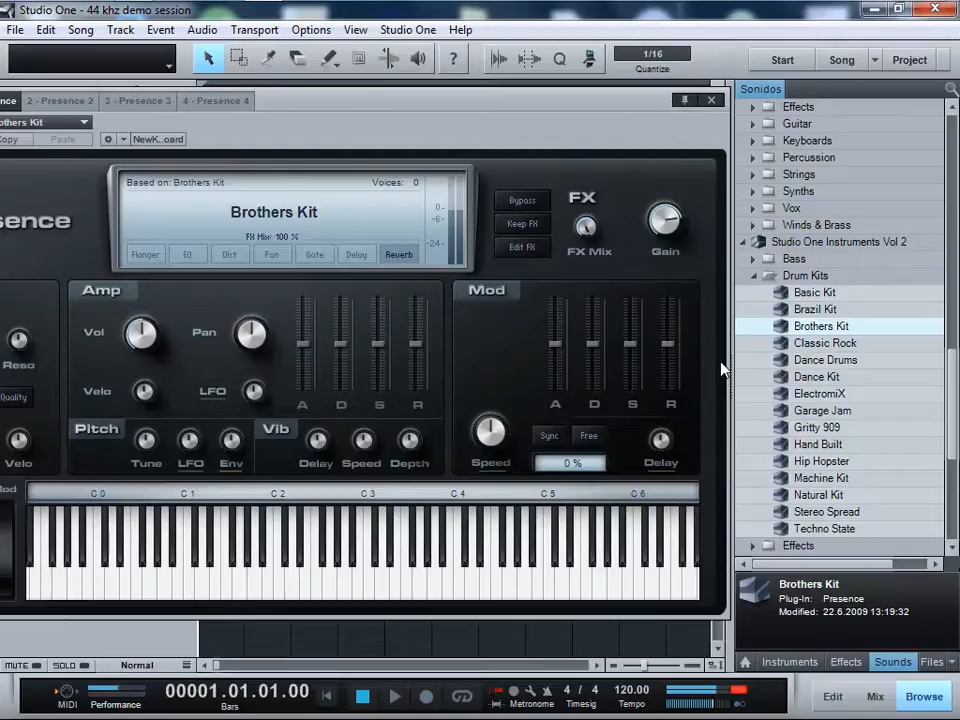 Studio One - 44 khz demo session
File Edit Song Track Event Audio Transport Options View Studio One Help
1/16
Quantize
Start Song Project
2 - Presence 2 3 - Presence 3 4 - Presence 4
Sonidos
Effects
Guitar
Keyboards
Percussion
Strings
Synths
Vox
Winds & Brass
Studio One Instruments Vol 2
Bass
Drum Kits
Basic Kit
Brazil Kit
Brothers Kit
Classic Rock
Dance Drums
Dance Kit
ElectromiX
Garage Jam
Gritty 909
Hand Built
Hip Hopster
Machine Kit
Natural Kit
Stereo Spread
Techno State
Effects
Brothers Kit
Plug-In: Presence
Modified: 22.6.2009 13:19:32
Instruments Effects Sounds Files
others Kit
opy Paste NewK..oard
sence
Based on: Brothers Kit Voices: 0
Brothers Kit
FX Mix: 100 %
Flanger EQ Dist Pan Gate Delay Reverb
0-
-6-
-24-
Bypass
Keep FX
Edit FX
FX
FX Mix
Gain
Reso
Quality
Velo
Amp
Vol Pan
Velo LFO
A D S R
Pitch
Tune LFO Env
Vib
Delay Speed Depth
Mod
A D S R
Speed
Sync Free
0 %
Delay
Mod
C 0 C 1 C 2 C 3 C 4 C 5 C 6
MUTE SOLO Normal
MIDI Performance
00001.01.01.00
Bars
Metronome
4 / 4
Timesig
120.00
Tempo
Edit Mix Browse